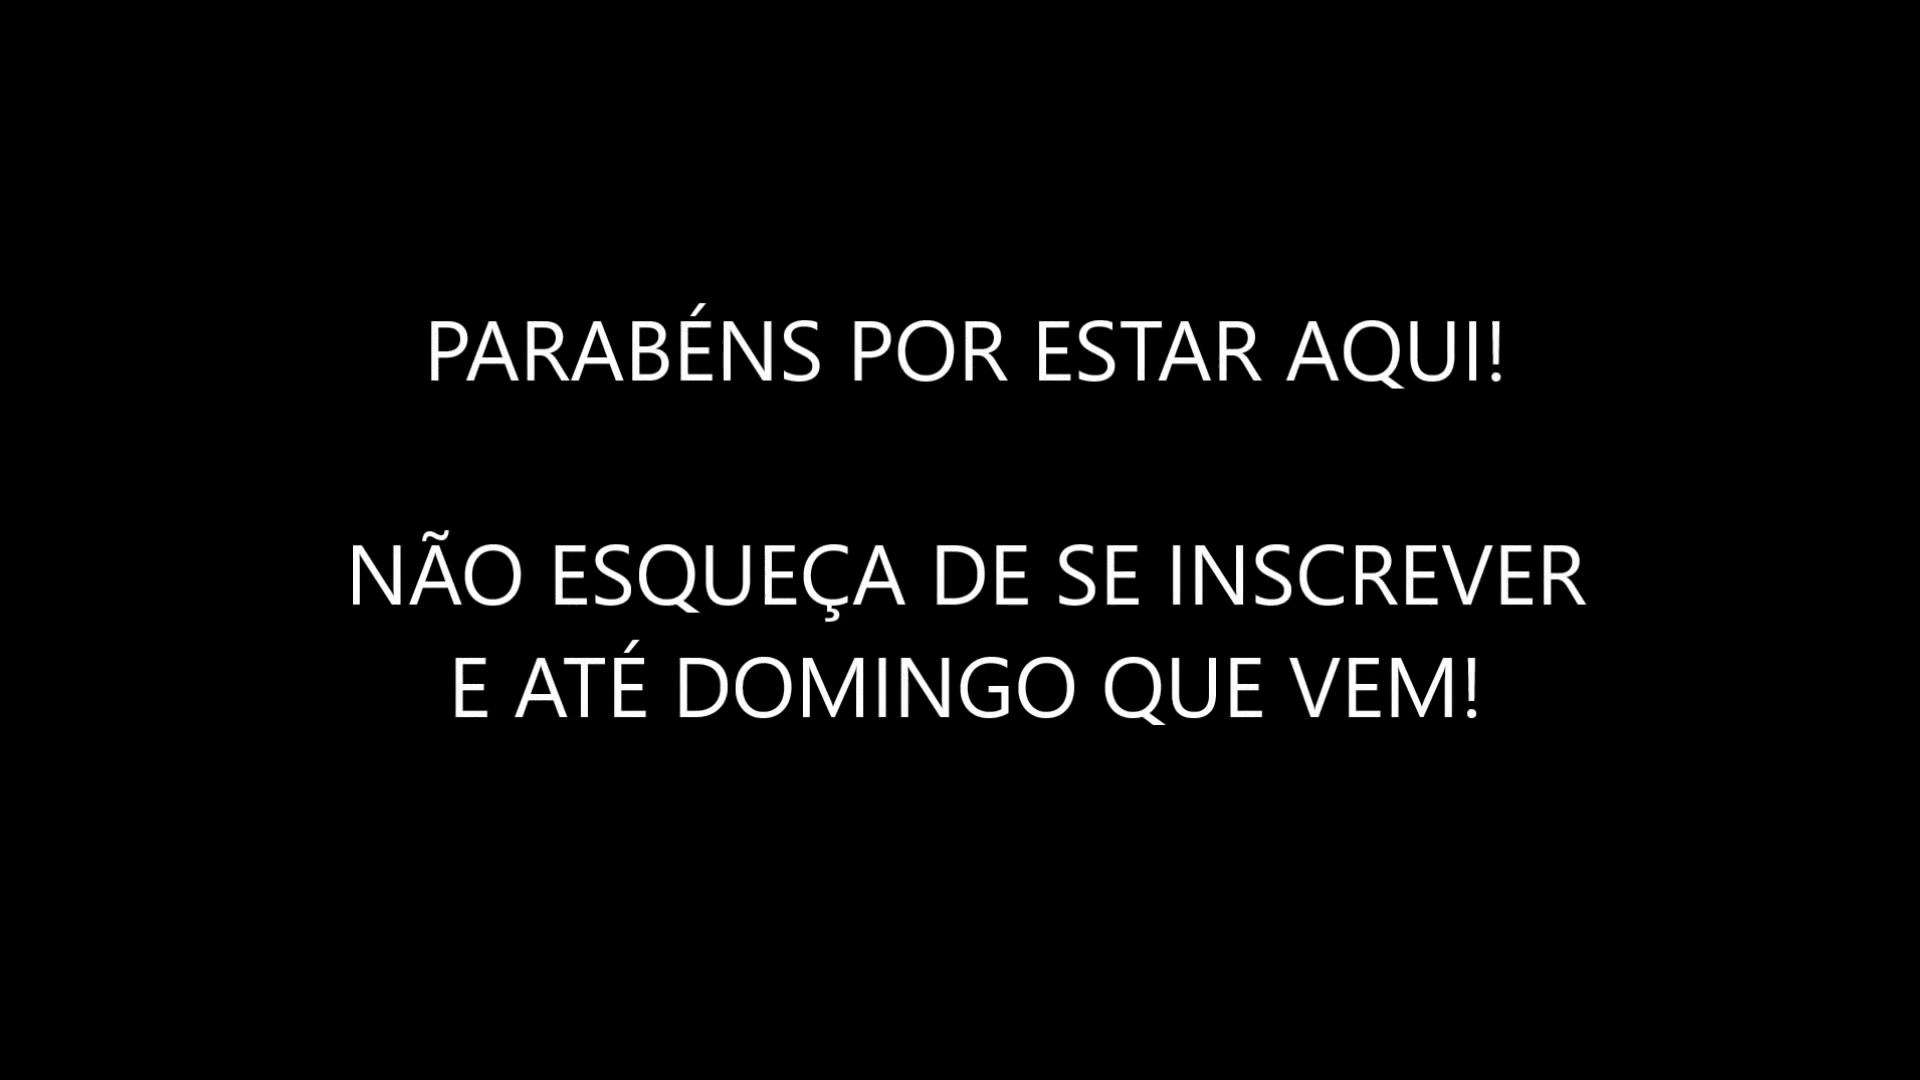 PARABÉNS POR ESTAR AQUI!
NÃO ESQUEÇA DE SE INSCREVER
E ATÉ DOMINGO QUE VEM!